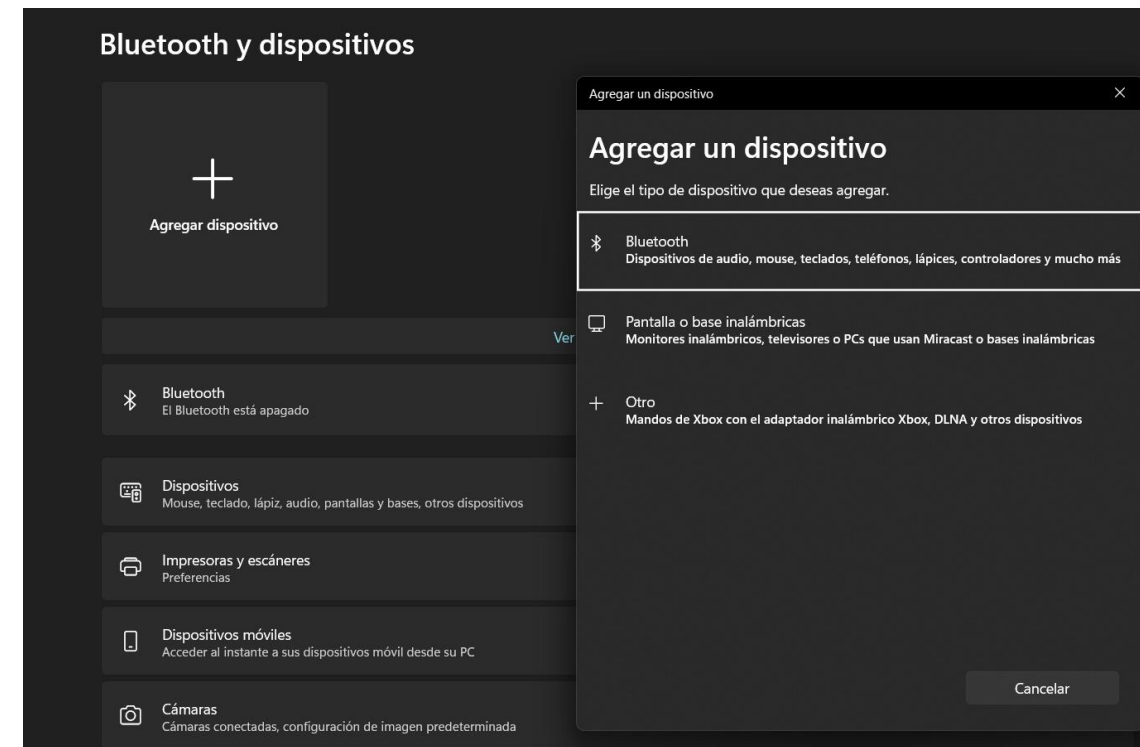 Bluetooth y dispositivos
Agregar dispositivo
Ver
Bluetooth
El Bluetooth está apagado
Dispositivos
Mouse, teclado, lápiz, audio, pantallas y bases, otros dispositivos
Impresoras y escáneres
Preferencias
Dispositivos móviles
Acceder al instante a sus dispositivos móvil desde su PC
Cámaras
Cámaras conectadas, configuración de imagen predeterminada
Agregar un dispositivo
Agregar un dispositivo
Elige el tipo de dispositivo que deseas agregar.
Bluetooth
Dispositivos de audio, mouse, teclados, teléfonos, lápices, controladores y mucho más
Pantalla o base inalámbricas
Monitores inalámbricos, televisores o PCs que usan Miracast o bases inalámbricas
Otro
Mandos de Xbox con el adaptador inalámbrico Xbox, DLNA y otros dispositivos
Cancelar